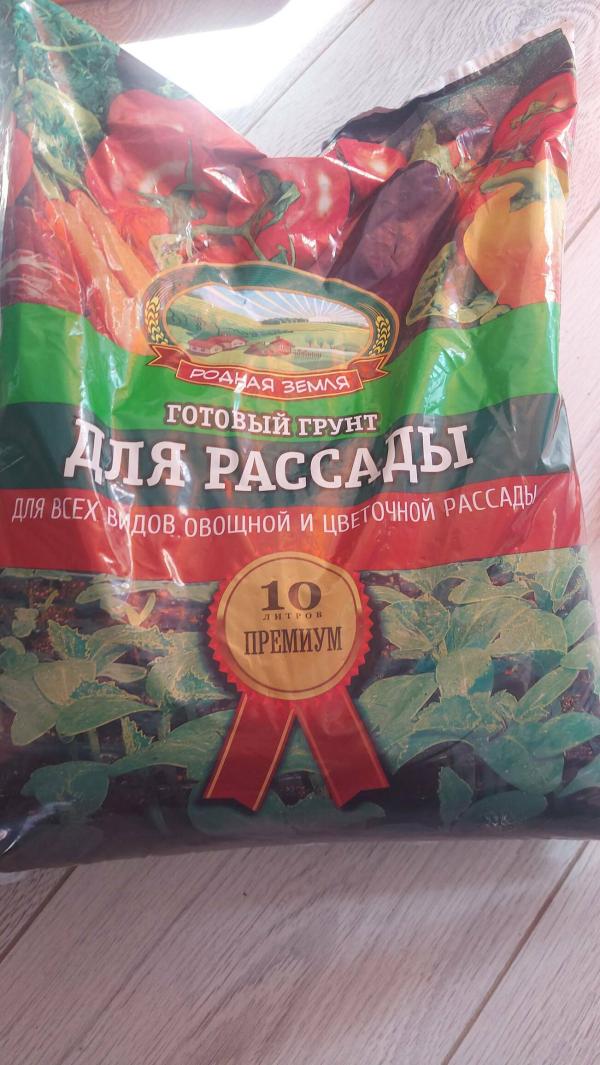 РОДНАЯ ЗЕМЛЯ
ГОТОВЫЙ ГРУНТ
ДЛЯ РАССАДЫ
ДЛЯ ВСЕХ ВИДОВ ОВОЩНОЙ И ЦВЕТОЧНОЙ РАССАДЫ
10
ЛИТРОВ
ПРЕМИУМ